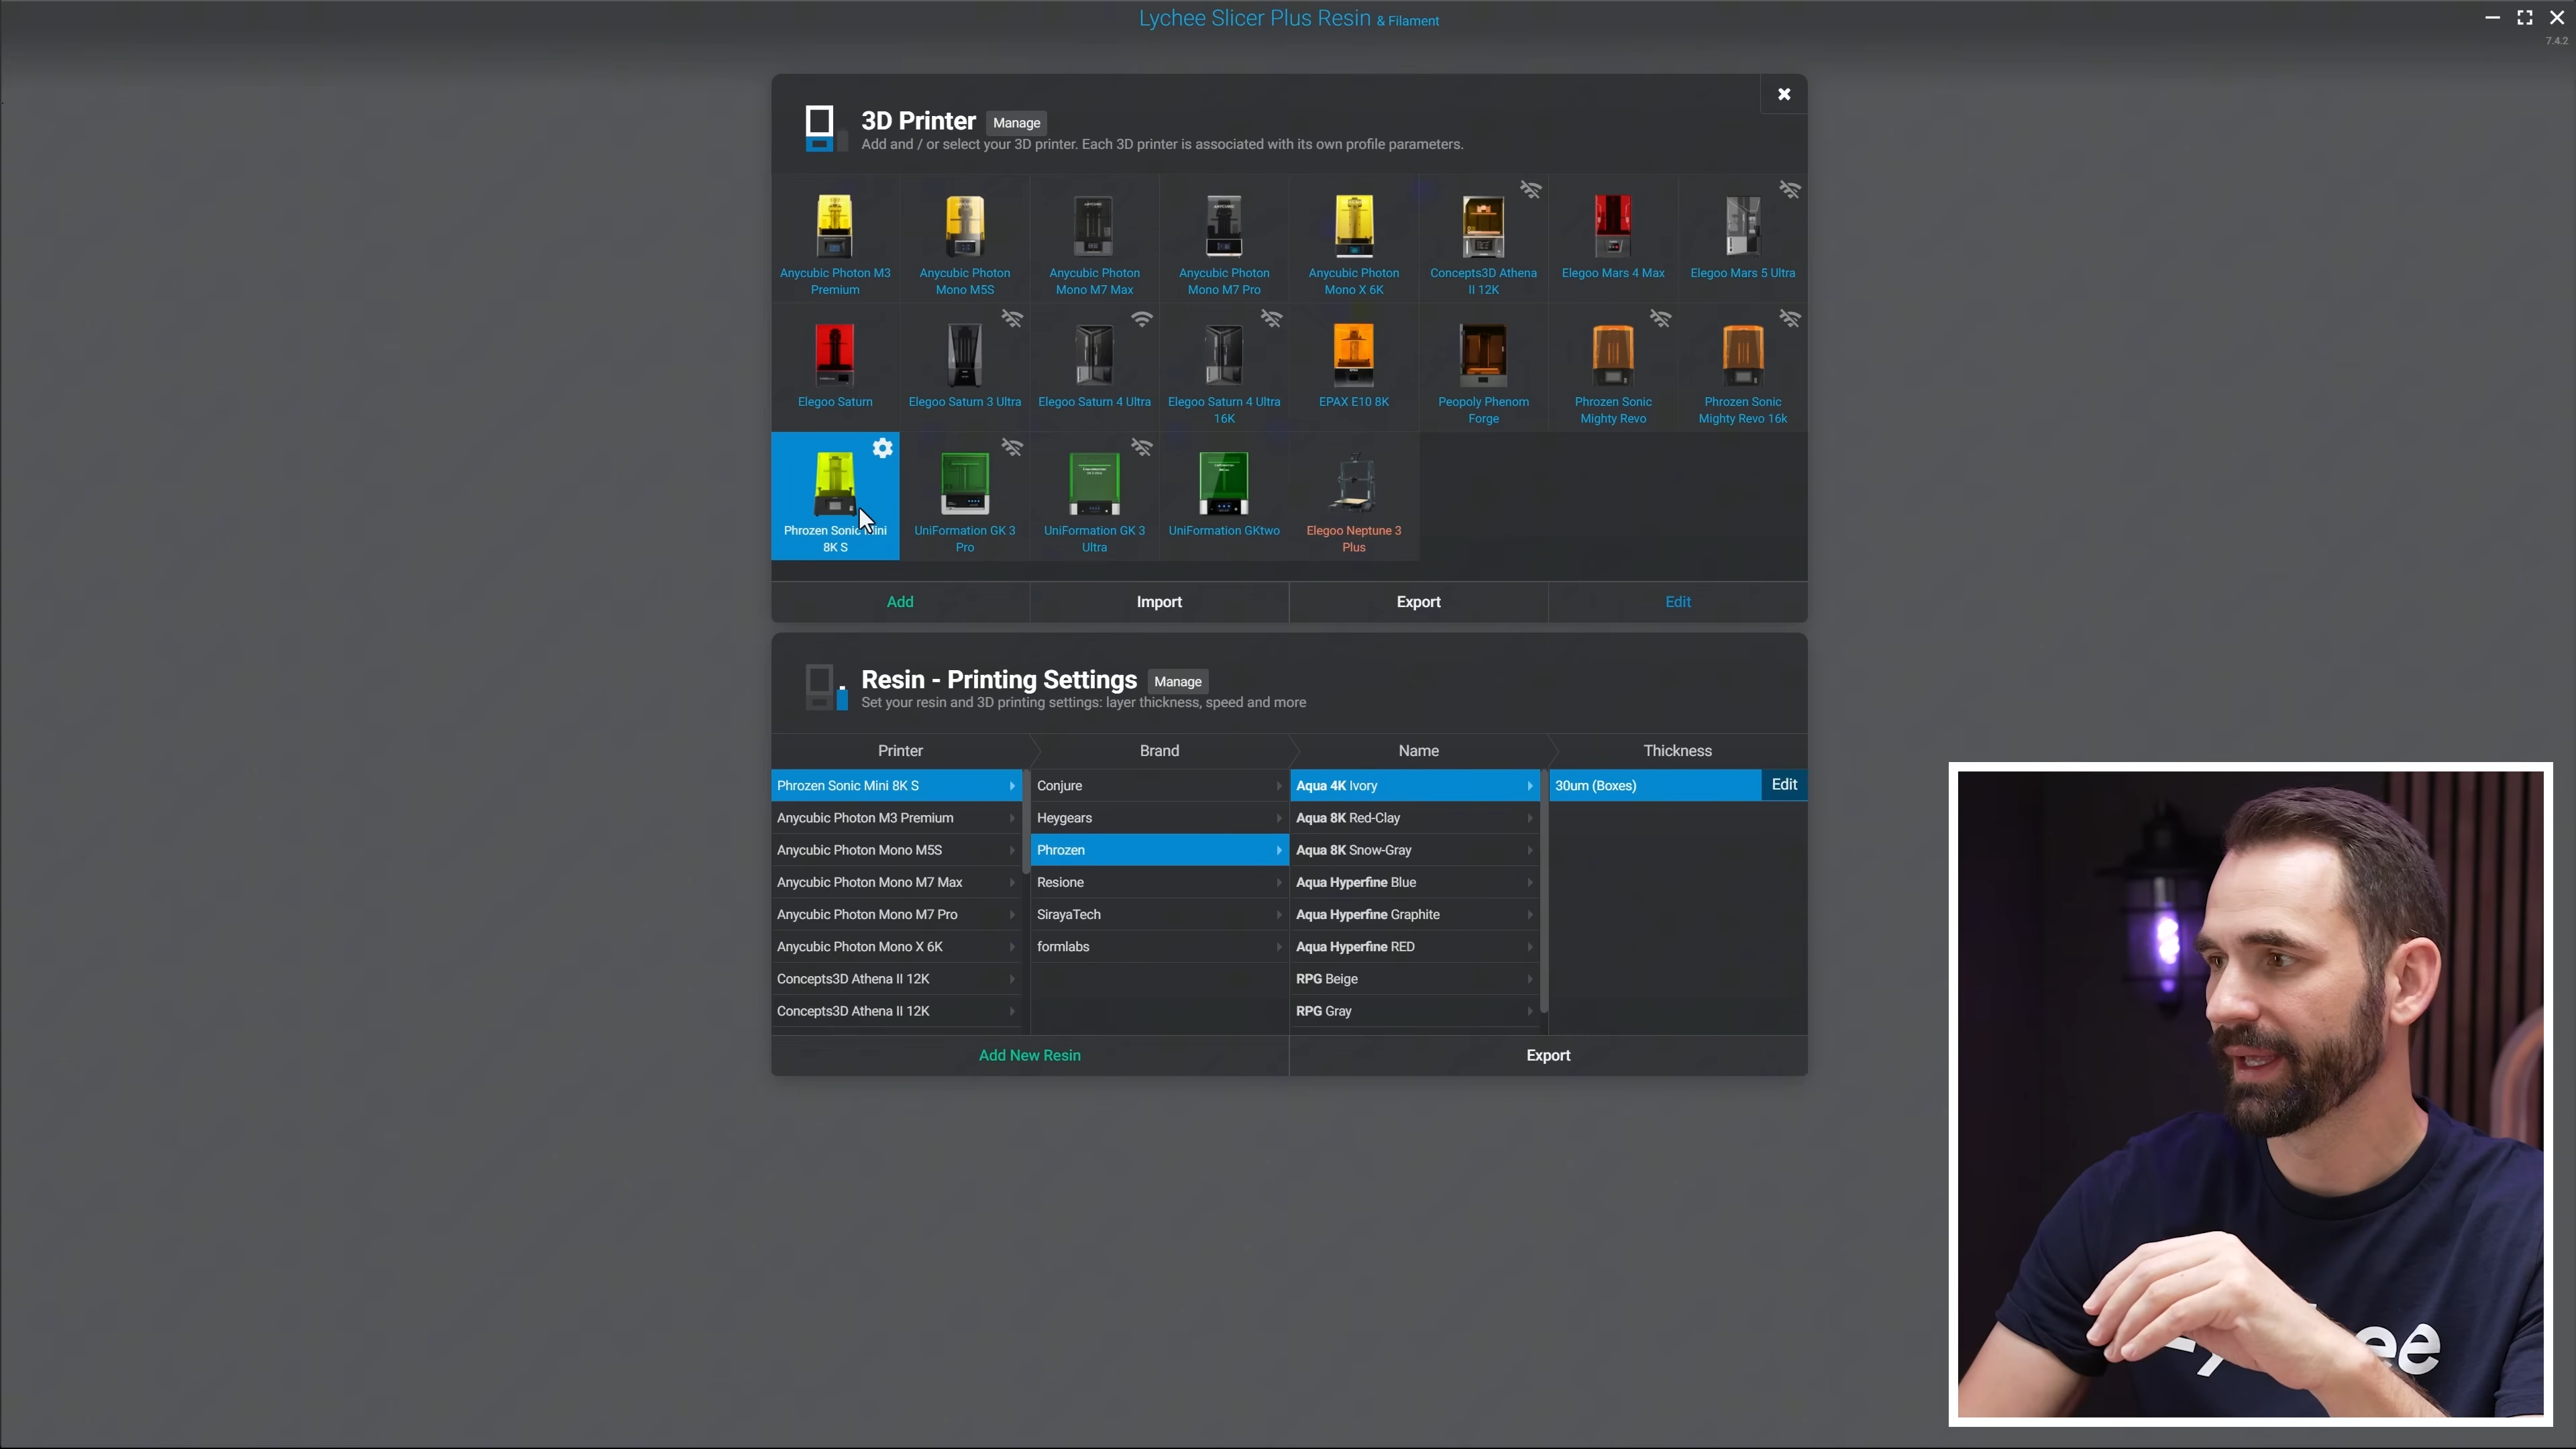 Lychee Slicer Plus Resin & Filament
7.4.2
3D Printer Manage
Add and / or select your 3D printer. Each 3D printer is associated with its own profile parameters.
Anycubic Photon M3
Premium
Anycubic Photon
Mono M5S
Anycubic Photon
Mono M7 Max
Anycubic Photon
Mono M7 Pro
Anycubic Photon
Mono X 6K
Concepts3D Athena
II 12K
Elegoo Mars 4 Max
Elegoo Mars 5 Ultra
Elegoo Saturn
Elegoo Saturn 3 Ultra
Elegoo Saturn 4 Ultra
Elegoo Saturn 4 Ultra
16K
EPAX E10 8K
Peopoly Phenom
Forge
Phrozen Sonic
Mighty Revo
Phrozen Sonic
Mighty Revo 16k
Phrozen Sonic Mini
8K S
UniFormation GK 3
Pro
UniFormation GK 3
Ultra
UniFormation GKtwo
Elegoo Neptune 3
Plus
Add
Import
Export
Edit
Resin - Printing Settings Manage
Set your resin and 3D printing settings: layer thickness, speed and more
Printer
Brand
Name
Thickness
Phrozen Sonic Mini 8K S
Anycubic Photon M3 Premium
Anycubic Photon Mono M5S
Anycubic Photon Mono M7 Max
Anycubic Photon Mono M7 Pro
Anycubic Photon Mono X 6K
Concepts3D Athena II 12K
Concepts3D Athena II 12K
Conjure
Heygears
Phrozen
Resione
SirayaTech
formlabs
Aqua 4K Ivory
Aqua 8K Red-Clay
Aqua 8K Snow-Gray
Aqua Hyperfine Blue
Aqua Hyperfine Graphite
Aqua Hyperfine RED
RPG Beige
RPG Gray
30um (Boxes)
Edit
Add New Resin
Export